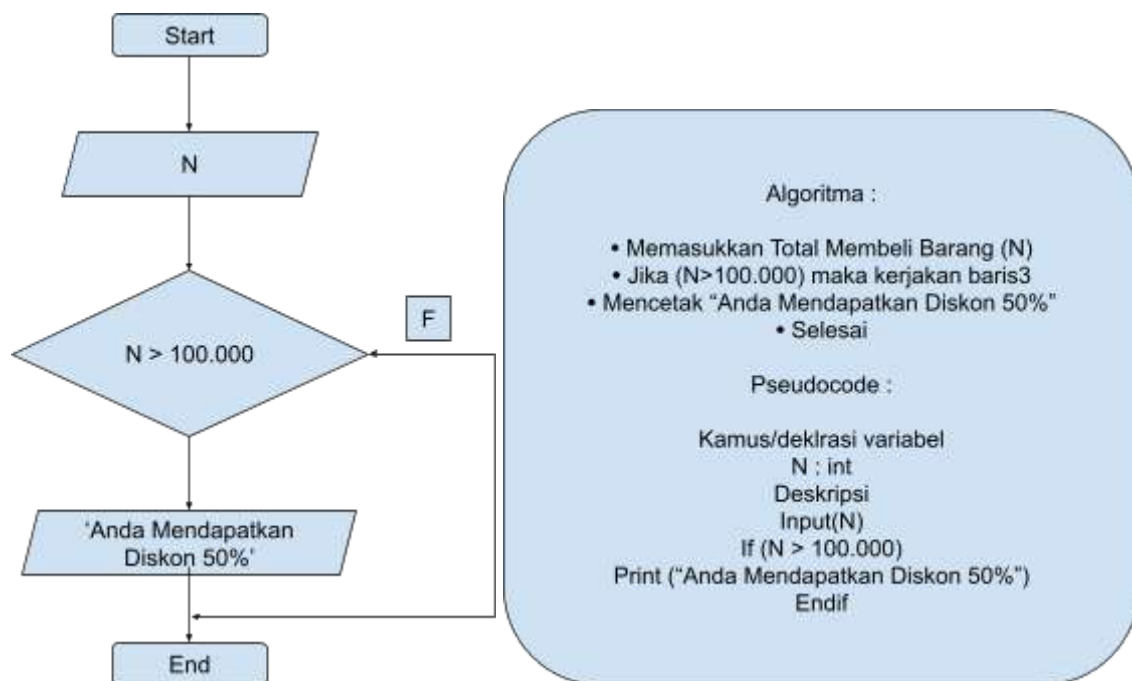 Start
N
N > 100.000
F
‘Anda Mendapatkan
Diskon 50%’
End
Algoritma :
• Memasukkan Total Membeli Barang (N)
• Jika (N>100.000) maka kerjakan baris3
• Mencetak “Anda Mendapatkan Diskon 50%”
• Selesai
Pseudocode :
Kamus/deklrasi variabel
N : int
Deskripsi
Input(N)
If (N > 100.000)
Print (“Anda Mendapatkan Diskon 50%”)
Endif